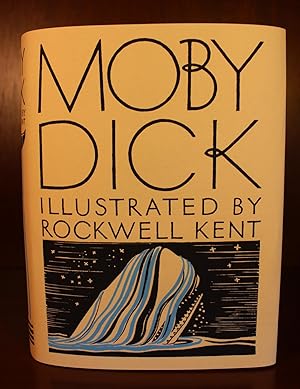 MOBY
DICK
ILLUSTRATED BY
ROCKWELL KENT